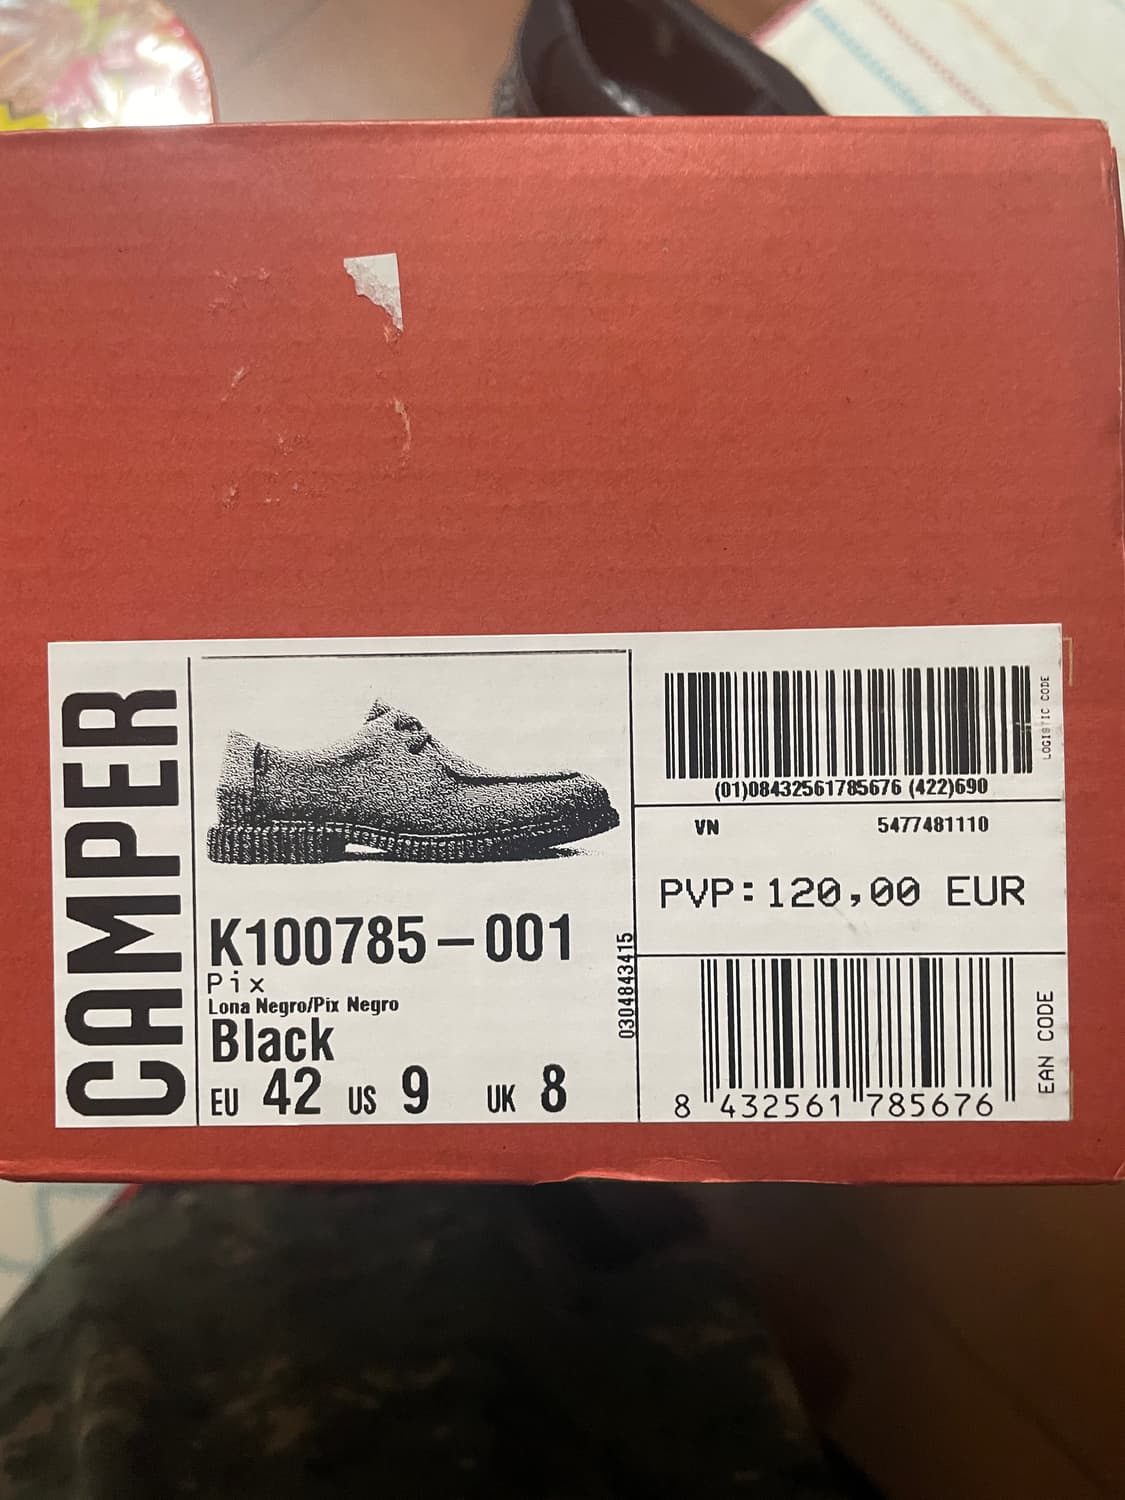 CAMPER
K100785-001
Pix
Lona Negro/Pix Negro
Black
EU 42 US 9 UK 8
0304843415
(01)08432561785676 (422)690
LOGISTIC CODE
VN 5477481110
PVP:120,00 EUR
8 "432561 "785676 "
EAN CODE